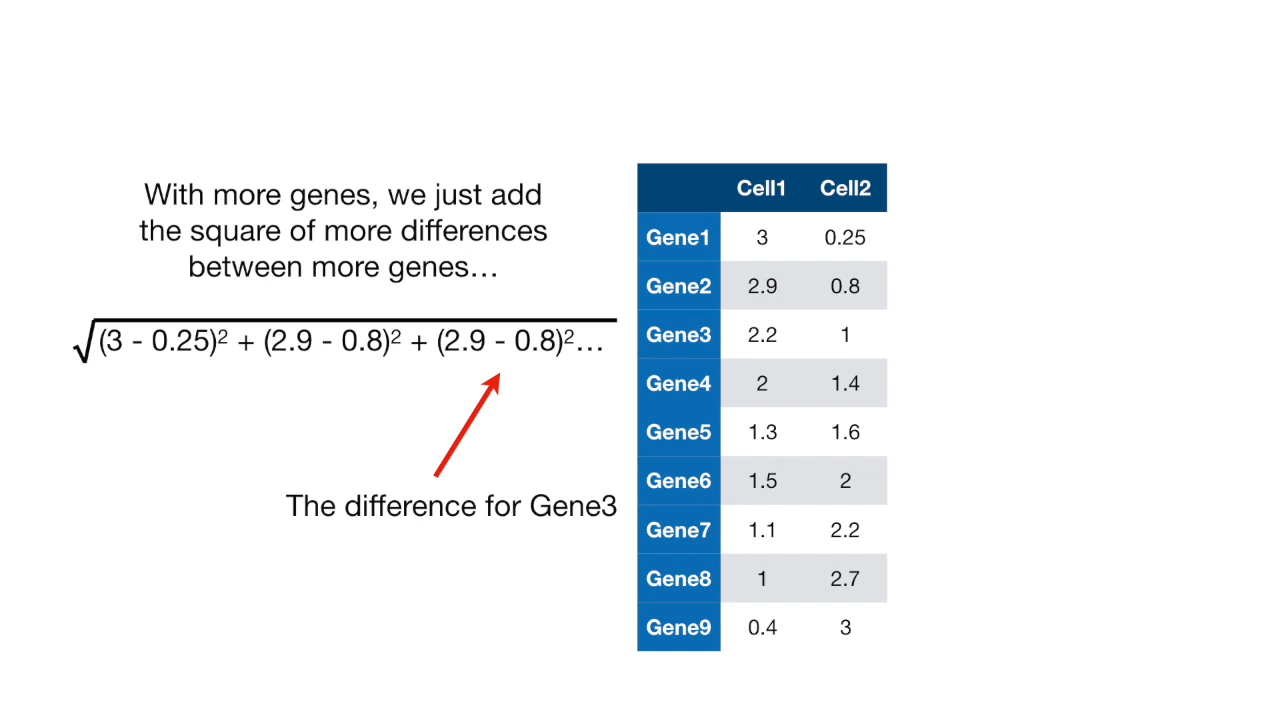 With more genes, we just add
the square of more differences
between more genes…
√(3 - 0.25)² + (2.9 - 0.8)² + (2.9 - 0.8)²…
The difference for Gene3
Cell1 Cell2
Gene1 3 0.25
Gene2 2.9 0.8
Gene3 2.2 1
Gene4 2 1.4
Gene5 1.3 1.6
Gene6 1.5 2
Gene7 1.1 2.2
Gene8 1 2.7
Gene9 0.4 3